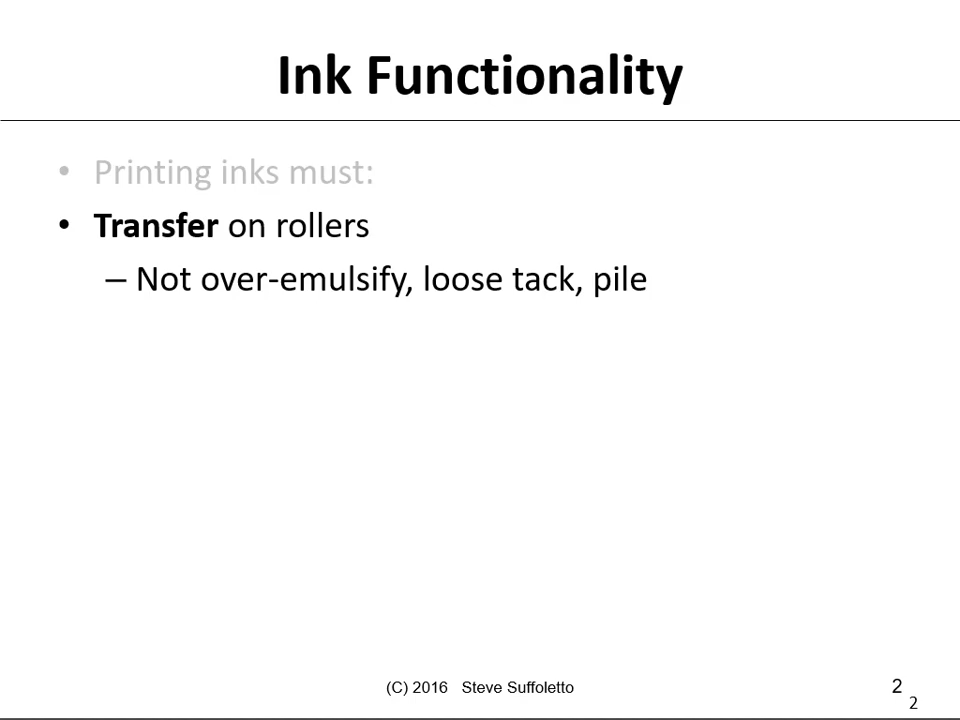 Ink Functionality
• Printing inks must:
• Transfer on rollers
– Not over-emulsify, loose tack, pile
(C) 2016 Steve Suffoletto
2
2